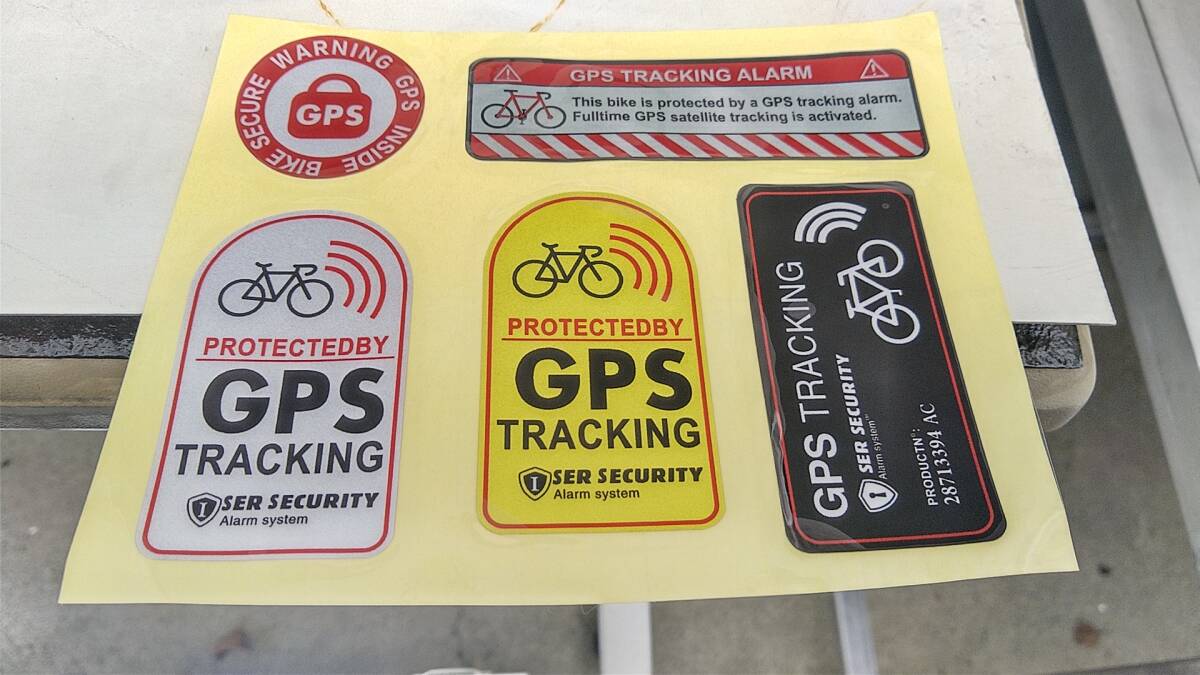 WARNING GPS INSIDE BIKE SECURE
GPS
GPS TRACKING ALARM
This bike is protected by a GPS tracking alarm.
Fulltime GPS satellite tracking is activated.
PROTECTEDBY
GPS
TRACKING
I
SER SECURITY
Alarm system
PROTECTEDBY
GPS
TRACKING
I
SER SECURITY
Alarm system
GPS TRACKING
I
SER SECURITY
Alarm system™
PRODUCTN°:
28713394 AC